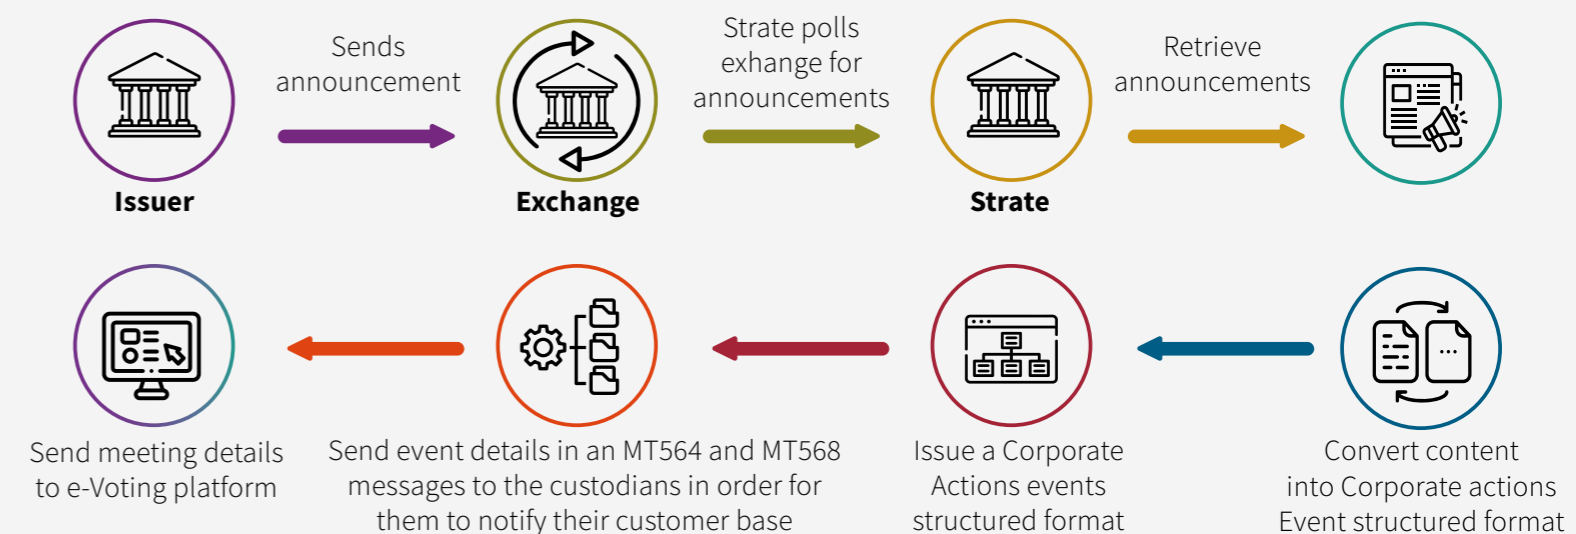 Sends
announcement
Strate polls
exhange for
announcements
Retrieve
announcements
Issuer
Exchange
Strate
Send meeting details
to e-Voting platform
Send event details in an MT564 and MT568
messages to the custodians in order for
them to notify their customer base
Issue a Corporate
Actions events
structured format
Convert content
into Corporate actions
Event structured format